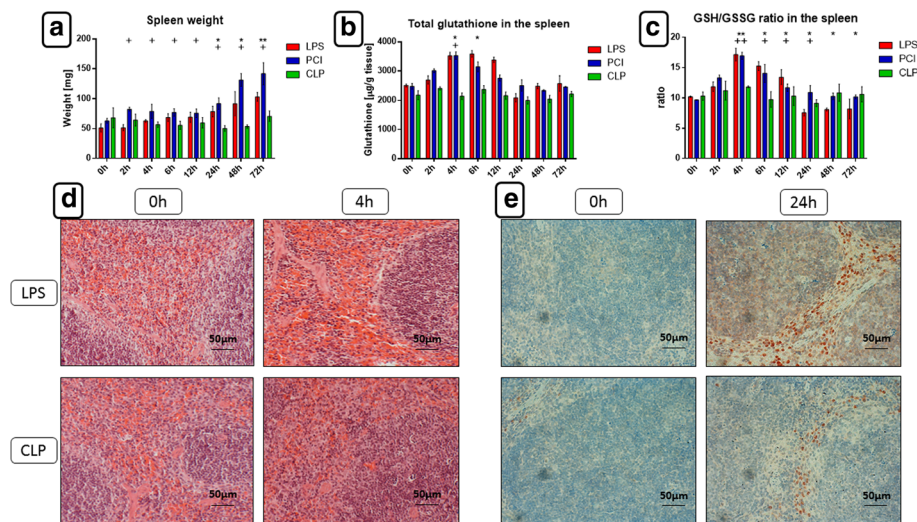 a
Spleen weight
LPS
PCI
CLP
Weight [mg]
200
150
100
50
0
+ + + + * * **
+ + +
0h 2h 4h 6h 12h 24h 48h 72h
b
Total glutathione in the spleen
Glutathione [µg/g tissue]
4000
3000
2000
1000
0
* *
+
0h 2h 4h 6h 12h 24h 48h 72h
c
GSH/GSSG ratio in the spleen
LPS
PCI
CLP
ratio
20
15
10
5
0
** * * * * *
++ + + +
0h 2h 4h 6h 12h 24h 48h 72h
d
0h 4h
e
0h 24h
LPS
50µm 50µm 50µm 50µm
CLP
50µm 50µm 50µm 50µm